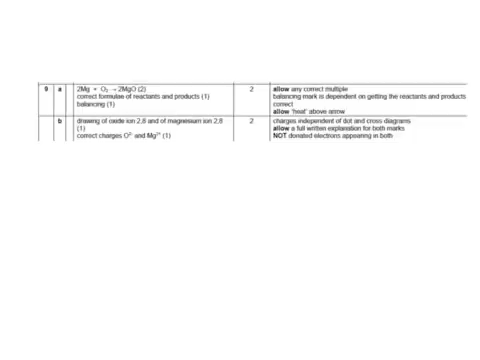 9 a 2Mg + O₂ → 2MgO (2) 2 allow any correct multiple
correct formulae of reactants and products (1) balancing mark is dependent on getting the reactants and products
balancing (1) correct
allow 'heat' above arrow
b drawing of oxide ion 2,8 and of magnesium ion 2,8 2 charges independent of dot and cross diagrams
(1) allow a full written explanation for both marks
correct charges O²⁻ and Mg²⁺ (1) NOT donated electrons appearing in both